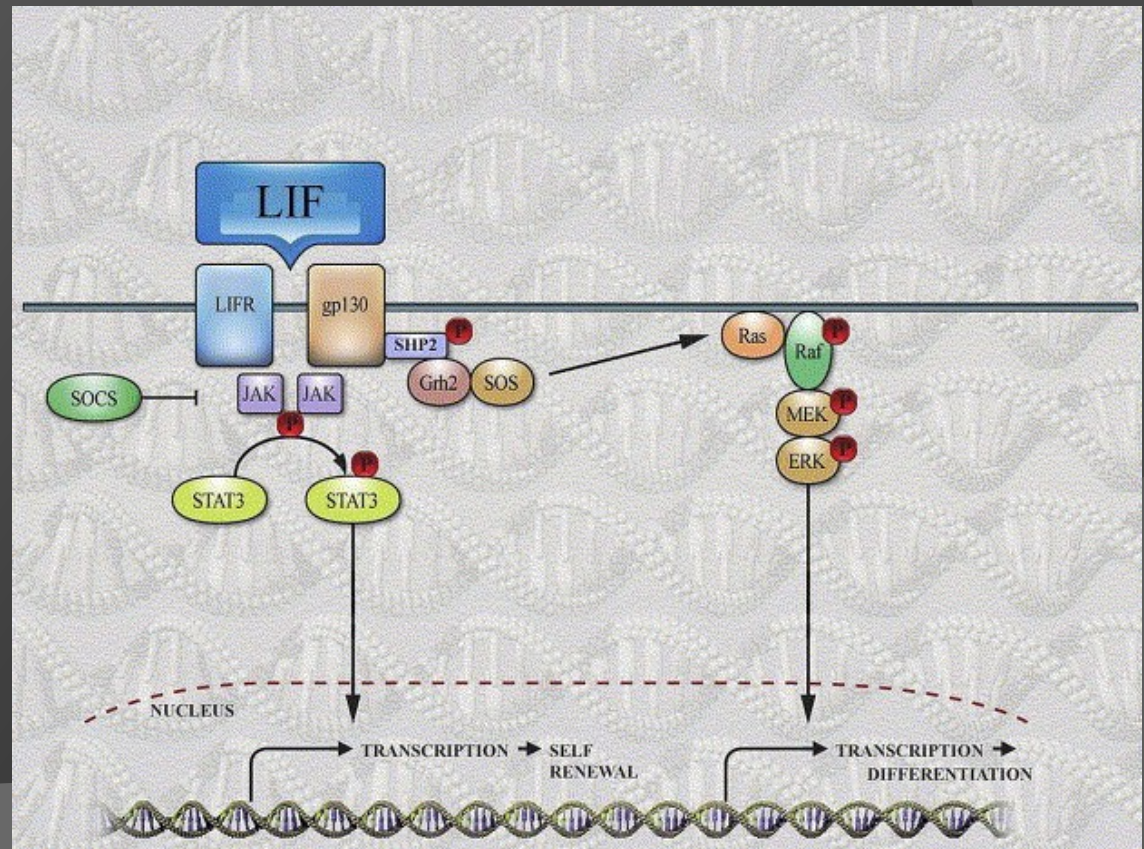 LIF
LIFR
gp130
SHP2
P
Grh2
SOS
Ras
Raf
P
MEK
P
ERK
P
SOCS
JAK
JAK
P
P
STAT3
STAT3
NUCLEUS
TRANSCRIPTION
SELF
RENEWAL
TRANSCRIPTION
DIFFERENTIATION